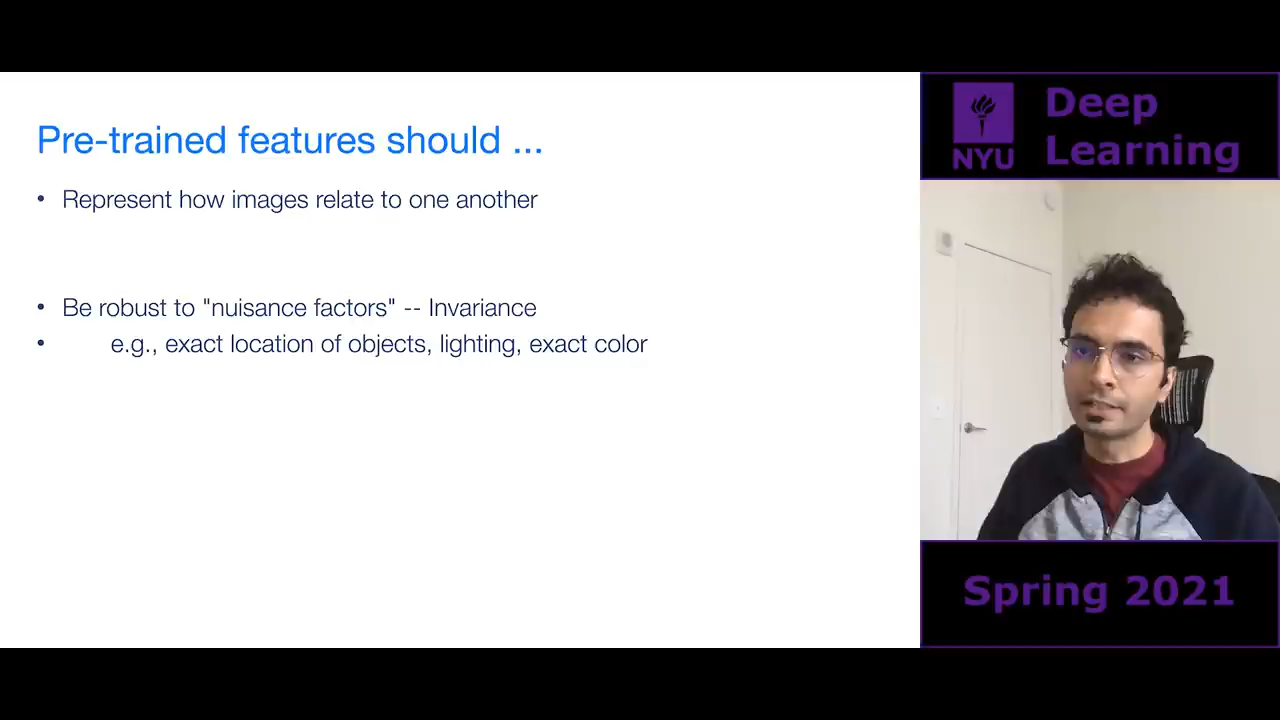 Pre-trained features should ...
• Represent how images relate to one another
• Be robust to "nuisance factors" -- Invariance
• e.g., exact location of objects, lighting, exact color
NYU
Deep
Learning
Spring 2021